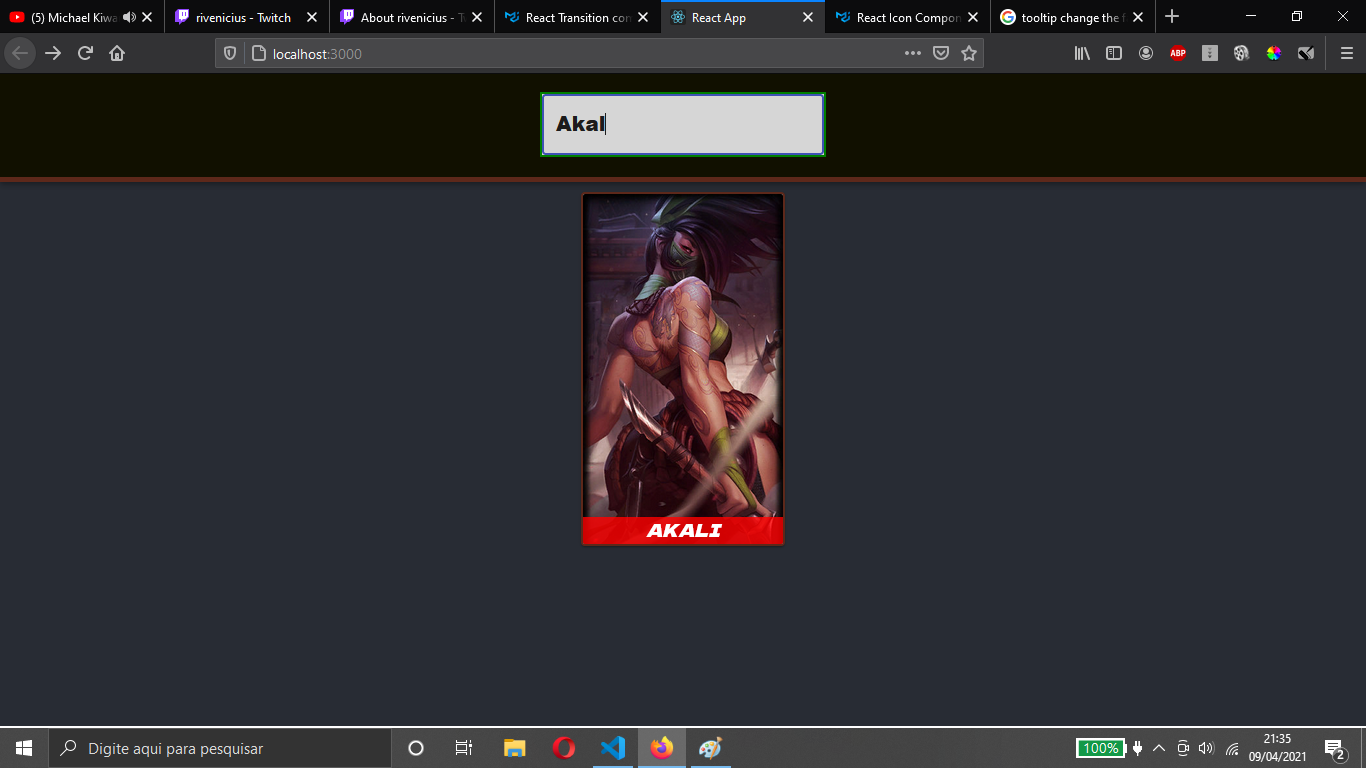 (5) Michael Kiwa
rivenicius - Twitch
About rivenicius - T
React Transition con
React App
React Icon Compon
tooltip change the f
localhost:3000
ABP
Akal
AKALI
Digite aqui para pesquisar
100%
21:35
09/04/2021
2